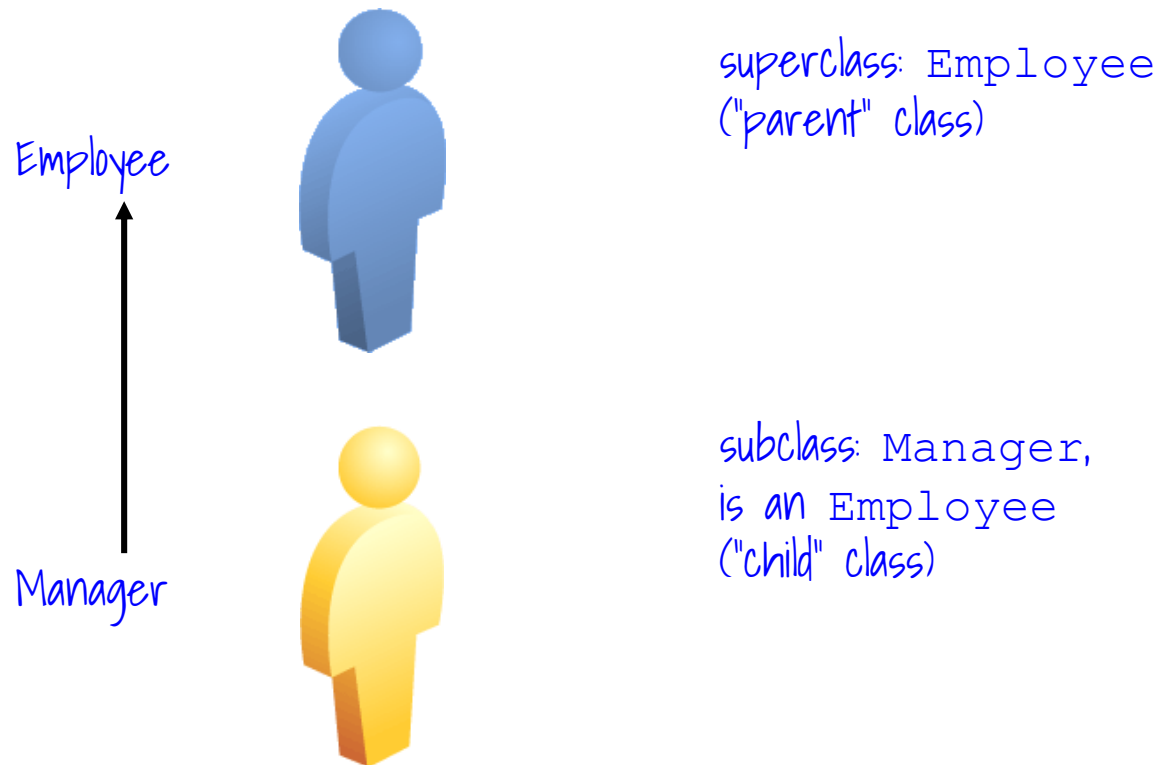 superclass: Employee
("parent" class)
Employee
subclass: Manager,
is an Employee
("child" class)
Manager